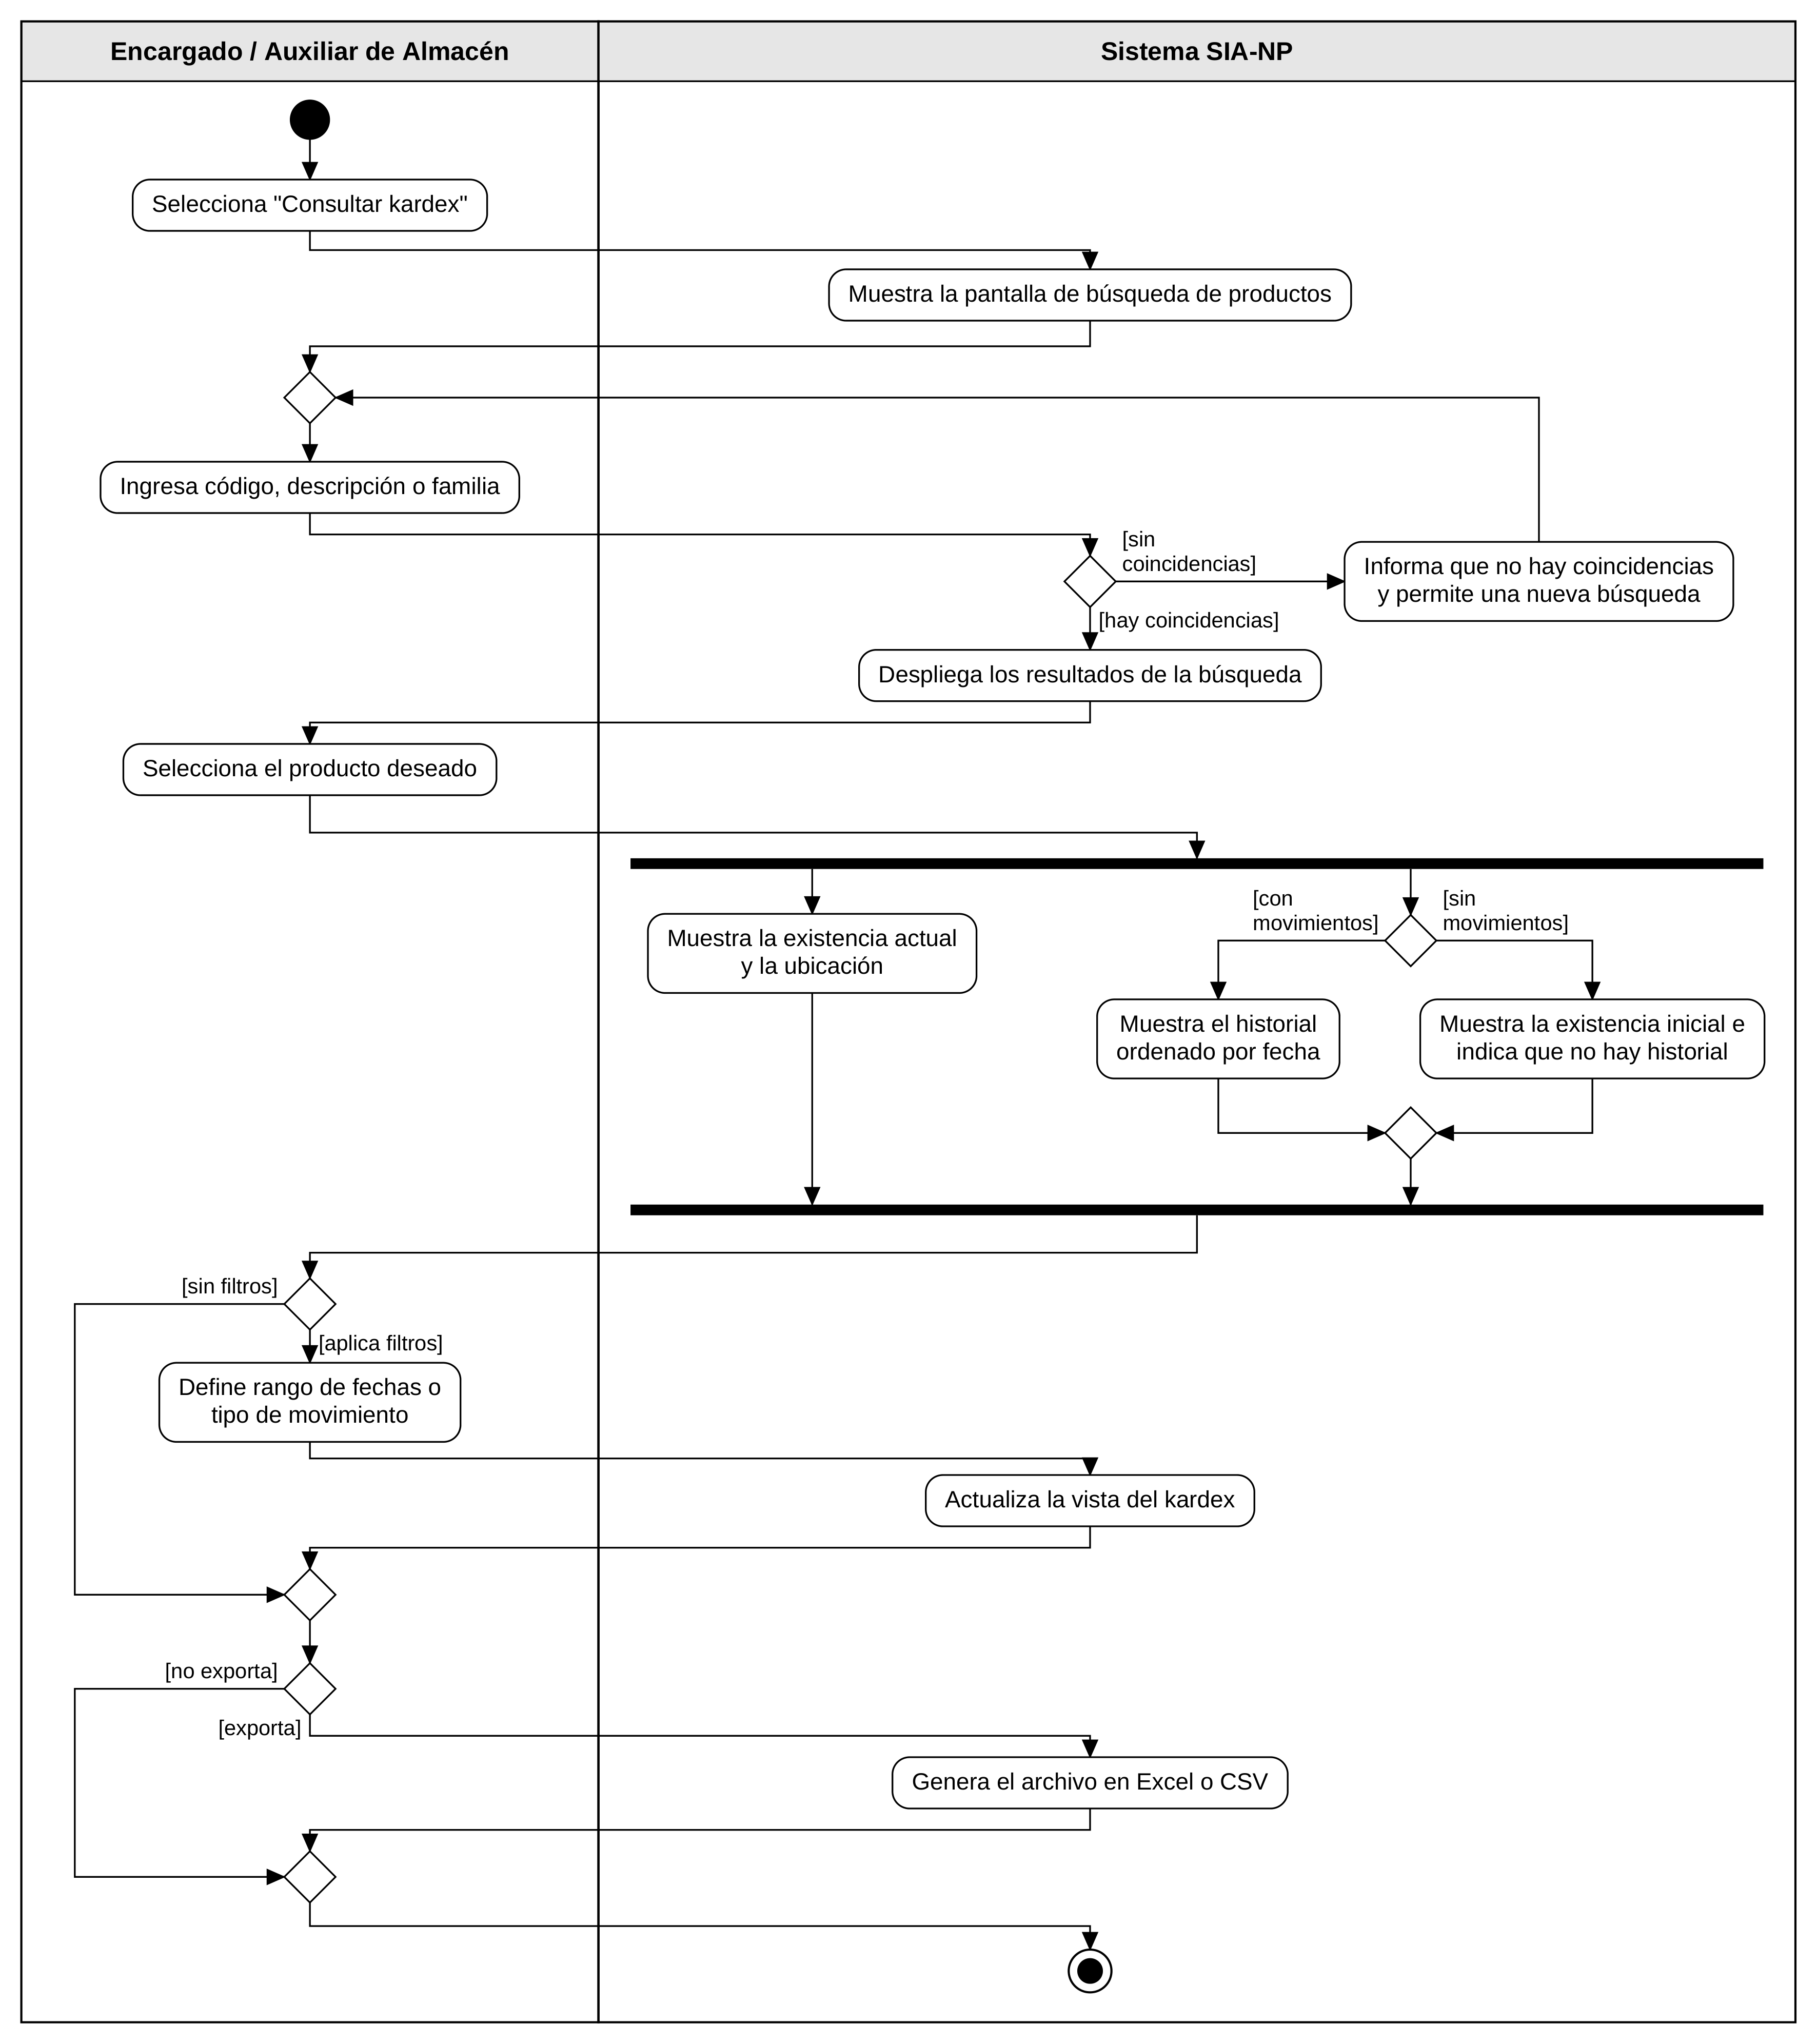 Encargado / Auxiliar de Almacén
Sistema SIA-NP
Selecciona "Consultar kardex"
Muestra la pantalla de búsqueda de productos
Ingresa código, descripción o familia
[sin
coincidencias]
Informa que no hay coincidencias
y permite una nueva búsqueda
[hay coincidencias]
Despliega los resultados de la búsqueda
Selecciona el producto deseado
[con
movimientos]
[sin
movimientos]
Muestra la existencia actual
y la ubicación
Muestra el historial
ordenado por fecha
Muestra la existencia inicial e
indica que no hay historial
[sin filtros]
[aplica filtros]
Define rango de fechas o
tipo de movimiento
Actualiza la vista del kardex
[no exporta]
[exporta]
Genera el archivo en Excel o CSV